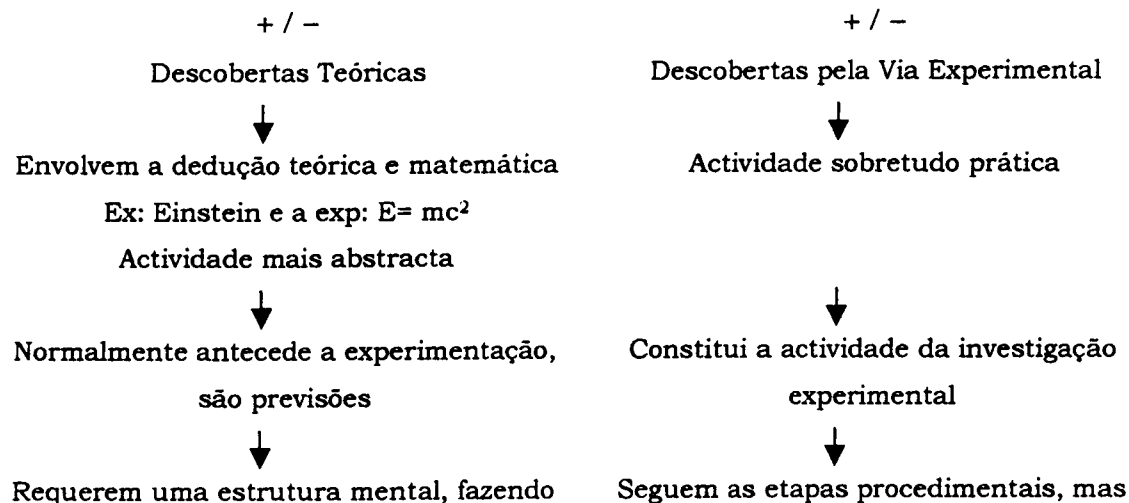 + / –
Descobertas Teóricas
Envolvem a dedução teórica e matemática
Ex: Einstein e a exp: E= mc²
Actividade mais abstracta
Normalmente antecede a experimentação,
são previsões
Requerem uma estrutura mental, fazendo
+ / –
Descobertas pela Via Experimental
Actividade sobretudo prática
Constitui a actividade da investigação
experimental
Seguem as etapas procedimentais, mas